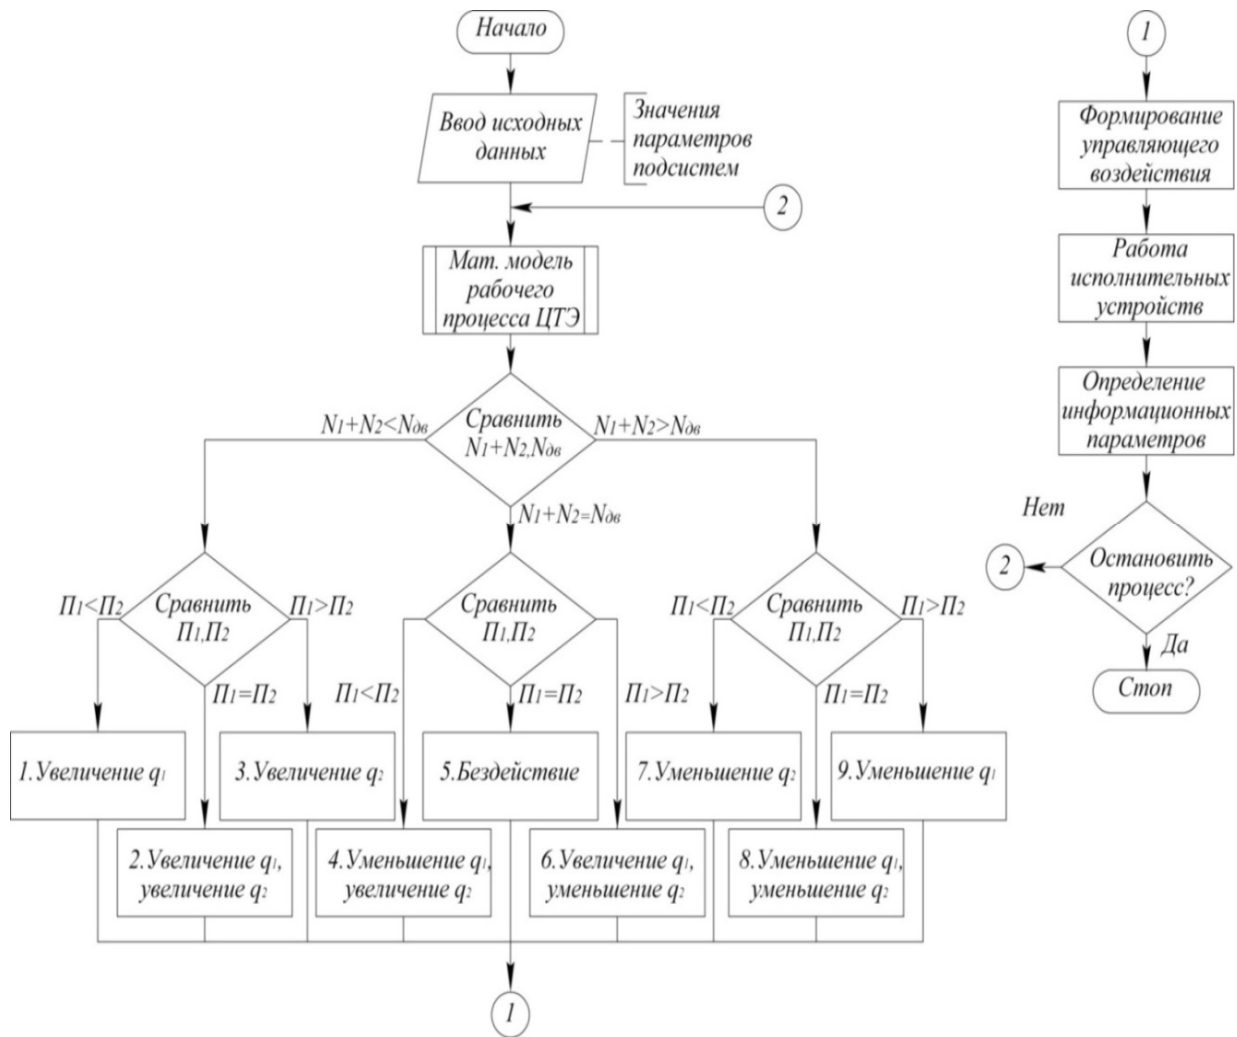 Начало
Ввод исходных
данных
Значения
параметров
подсистем
2
Мат. модель
рабочего
процесса ЦТЭ
N1+N2<Nдв
Сравнить
N1+N2,Nдв
N1+N2>Nдв
N1+N2=Nдв
П1<П2
Сравнить
П1,П2
П1>П2
П1=П2
П1<П2
Сравнить
П1,П2
П1=П2
П1>П2
П1<П2
Сравнить
П1,П2
П1>П2
П1=П2
1.Увеличение q1
3.Увеличение q2
5.Бездействие
7.Уменьшение q2
9.Уменьшение q1
2.Увеличение q1,
увеличение q2
4.Уменьшение q1,
увеличение q2
6.Увеличение q1,
уменьшение q2
8.Уменьшение q1,
уменьшение q2
1
1
Формирование
управляющего
воздействия
Работа
исполнительных
устройств
Определение
информационных
параметров
Нет
2
Остановить
процесс?
Да
Стоп